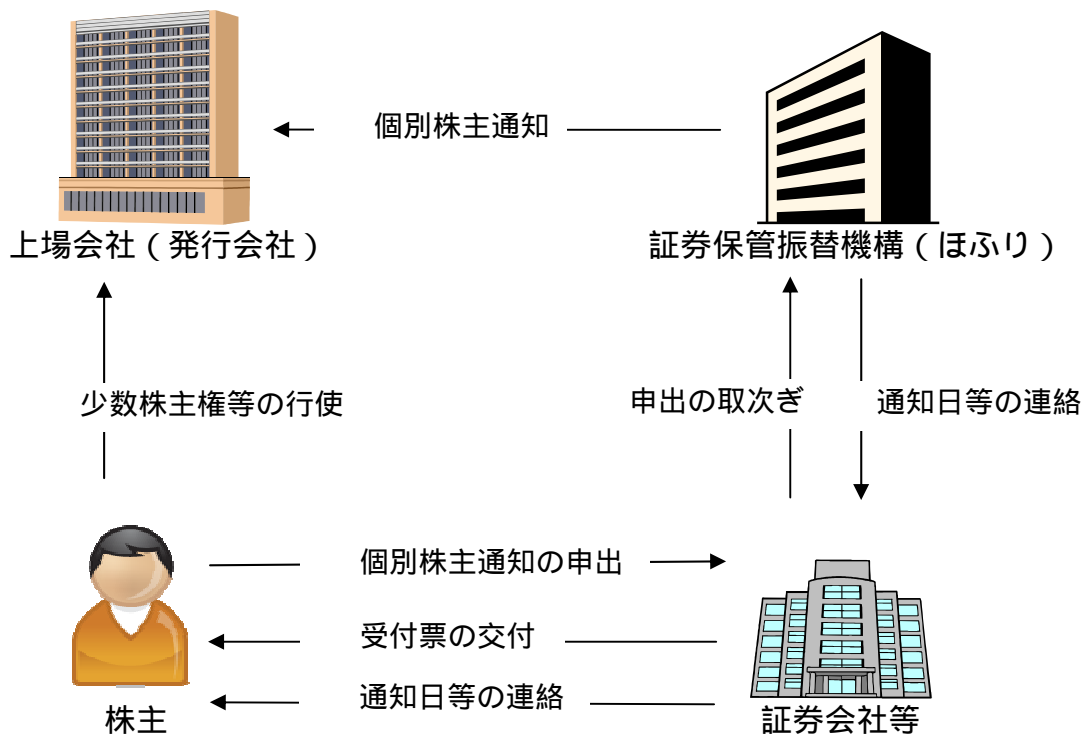 個別株主通知
上場会社(発行会社)
証券保管振替機構(ほふり)
少数株主権等の行使
申出の取次ぎ
通知日等の連絡
個別株主通知の申出
受付票の交付
通知日等の連絡
株主
証券会社等